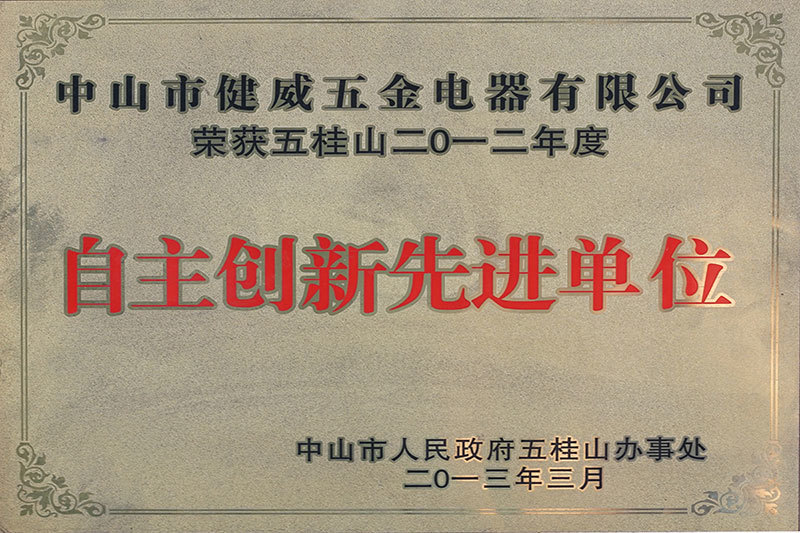 中山市健威五金电器有限公司
荣获五桂山二0一二年度
自主创新先进单位
中山市人民政府五桂山办事处
二0一三年三月